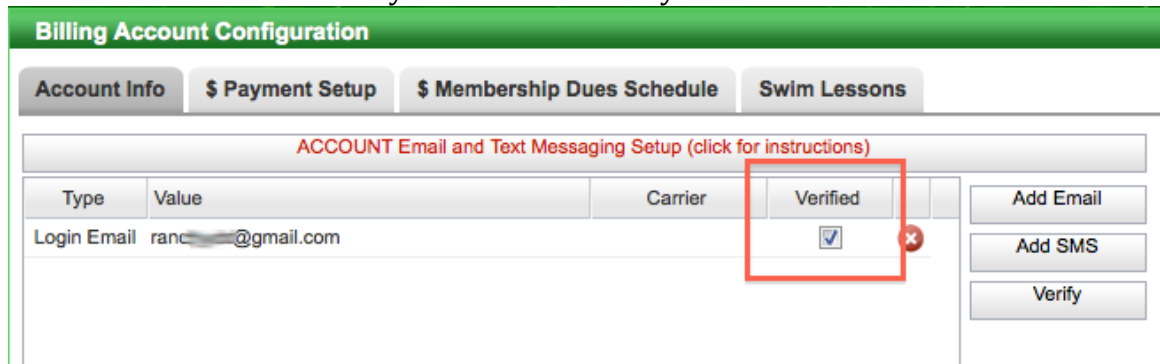 Billing Account Configuration
Account Info $ Payment Setup $ Membership Dues Schedule Swim Lessons
ACCOUNT Email and Text Messaging Setup (click for instructions)
Type Value Carrier Verified Add Email
Login Email @gmail.com
Add SMS
Verify